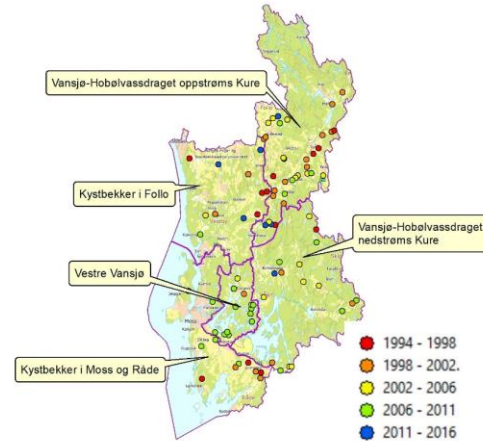 Vansjø-Hobølvassdraget oppstrøms Kure
Kystbekker i Follo
Vansjø-Hobølvassdraget
nedstrøms Kure
Vestre Vansjø
Kystbekker i Moss og Råde
1994 - 1998
1998 - 2002.
2002 - 2006
2006 - 2011
2011 - 2016